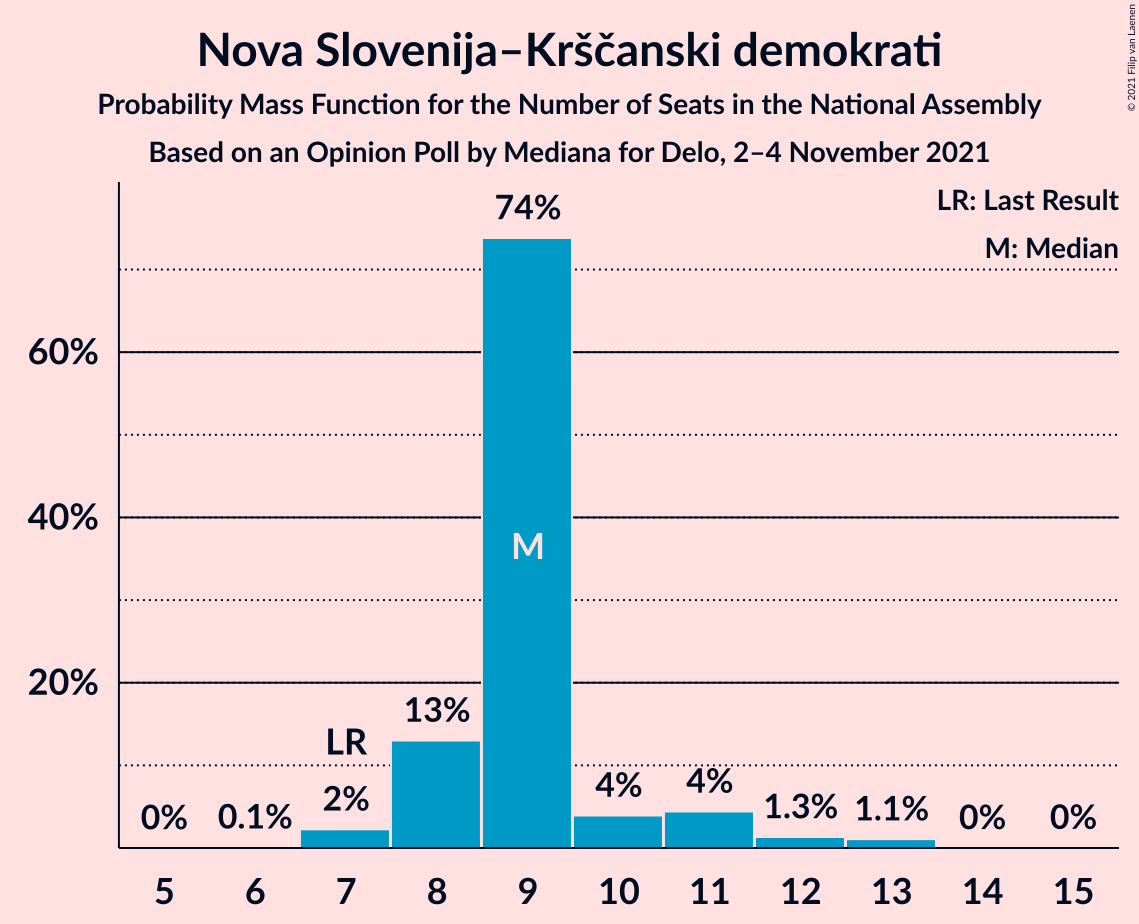 Nova Slovenija–Krščanski demokrati
Probability Mass Function for the Number of Seats in the National Assembly
Based on an Opinion Poll by Mediana for Delo, 2–4 November 2021
© 2021 Filip van Laenen
LR: Last Result
M: Median
74%
60%
40%
M
20%
13%
LR
0%
0.1%
2%
4%
4%
1.3%
1.1%
0%
0%
5 6 7 8 9 10 11 12 13 14 15